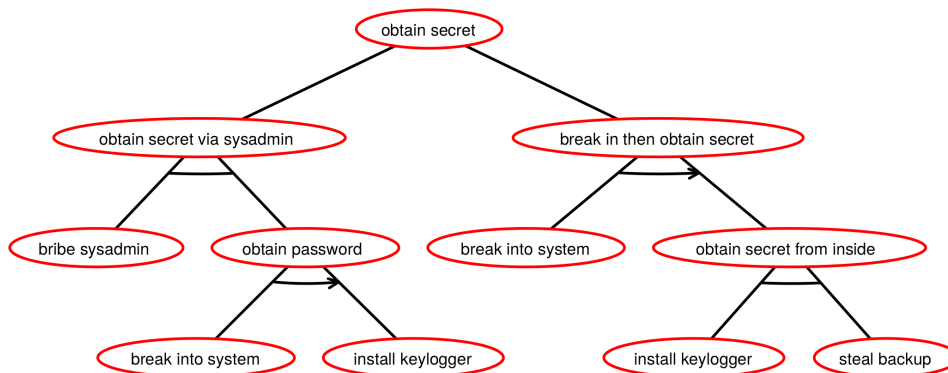 obtain secret
obtain secret via sysadmin
break in then obtain secret
bribe sysadmin
obtain password
break into system
obtain secret from inside
break into system
install keylogger
install keylogger
steal backup